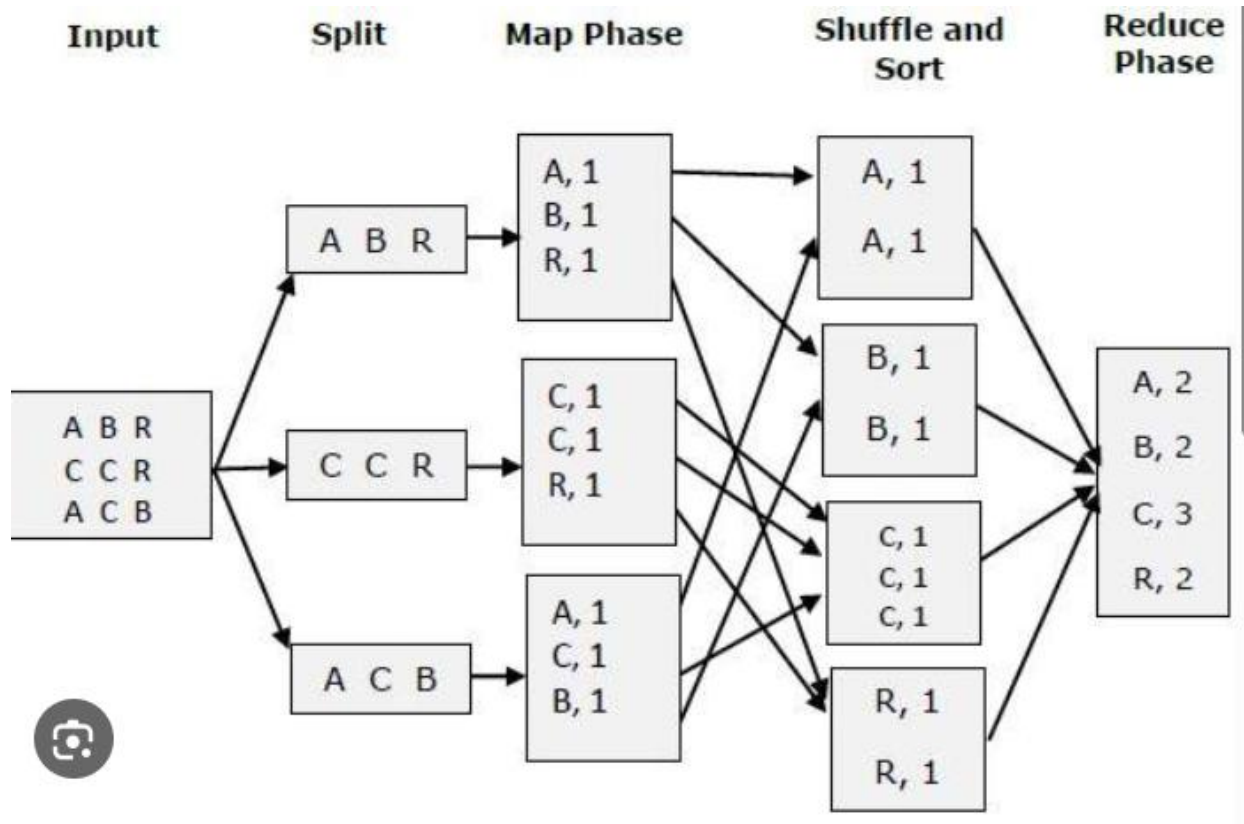 Input
Split
Map Phase
Shuffle and
Sort
Reduce
Phase
A B R
C C R
A C B
A B R
C C R
A C B
A, 1
B, 1
R, 1
C, 1
C, 1
R, 1
A, 1
C, 1
B, 1
A, 1
A, 1
B, 1
B, 1
C, 1
C, 1
C, 1
R, 1
R, 1
A, 2
B, 2
C, 3
R, 2